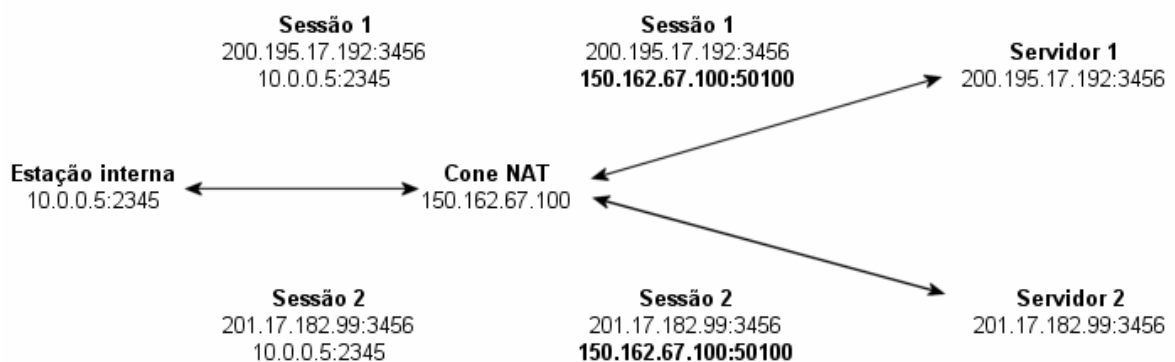 Sessão 1
200.195.17.192:3456
10.0.0.5:2345
Sessão 1
200.195.17.192:3456
150.162.67.100:50100
Servidor 1
200.195.17.192:3456
Estação interna
10.0.0.5:2345
Cone NAT
150.162.67.100
Sessão 2
201.17.182.99:3456
10.0.0.5:2345
Sessão 2
201.17.182.99:3456
150.162.67.100:50100
Servidor 2
201.17.182.99:3456